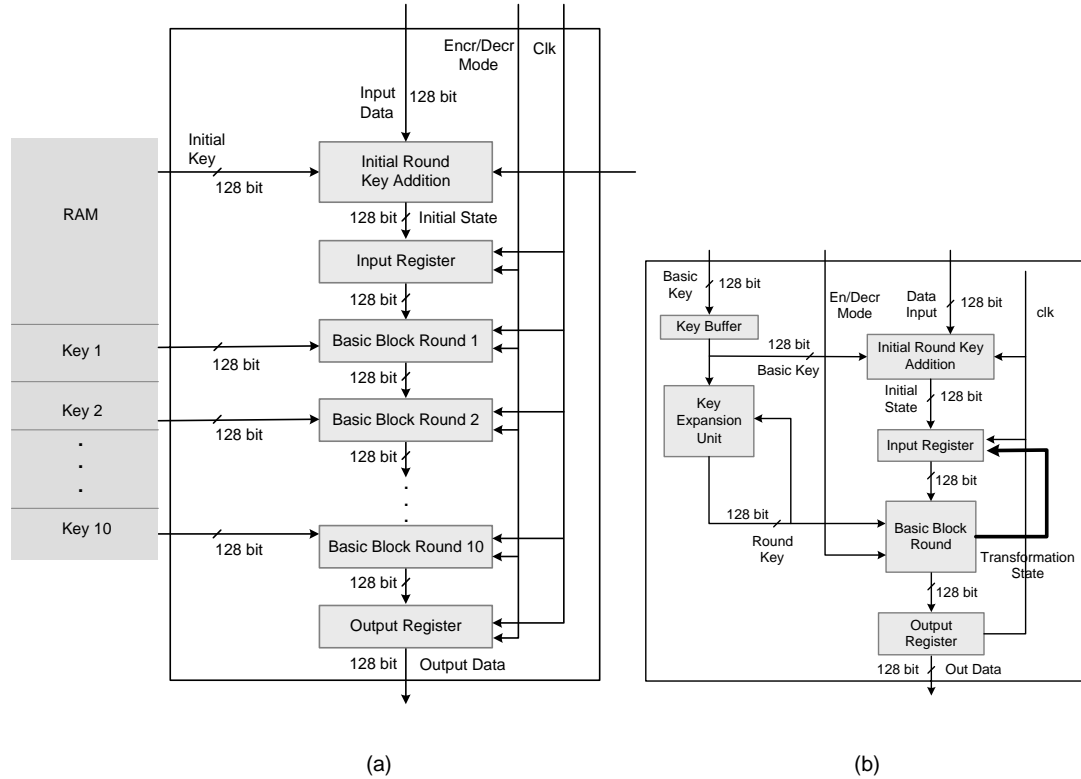 Encr/Decr
Mode
Clk
Input
Data
128 bit
Initial
Key
128 bit
Initial Round
Key Addition
RAM
128 bit
Initial State
Input Register
128 bit
Key 1
128 bit
Basic Block Round 1
128 bit
Key 2
128 bit
Basic Block Round 2
128 bit
.
.
.
.
.
Key 10
128 bit
Basic Block Round 10
128 bit
Output Register
128 bit
Output Data
(a)
Basic
Key
128 bit
En/Decr
Mode
Data
Input
128 bit
clk
Key Buffer
128 bit
Basic Key
Initial Round Key
Addition
Key
Expansion
Unit
Initial
State
128 bit
Input Register
128 bit
128 bit
Round
Key
Basic Block
Round
Transformation
State
128 bit
Output
Register
128 bit
Out Data
(b)